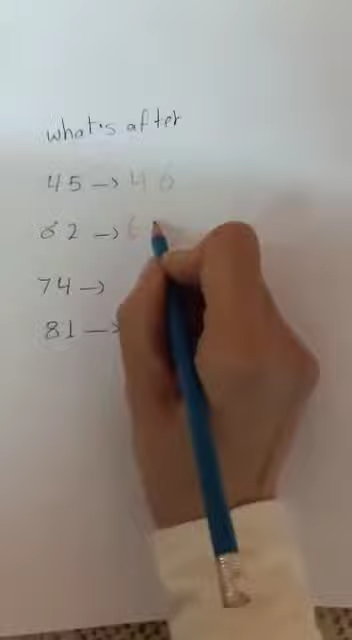 what's after
45 → 46
62 → 6
74 →
81 →